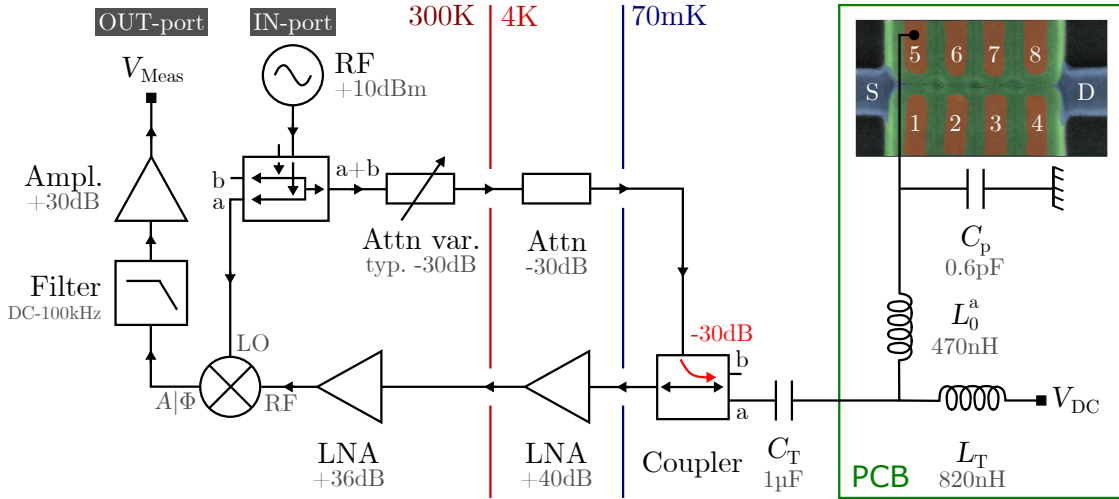 OUT-port
IN-port
300K
4K
70mK
V_Meas
RF
+10dBm
5 6 7 8
S
D
1 2 3 4
b
a
a+b
Ampl.
+30dB
Attn var.
typ. -30dB
Attn
-30dB
C_p
0.6pF
Filter
DC-100kHz
L_0^a
470nH
LO
-30dB
b
a
A|Φ
RF
V_DC
LNA
+36dB
LNA
+40dB
Coupler
C_T
1µF
L_T
820nH
PCB